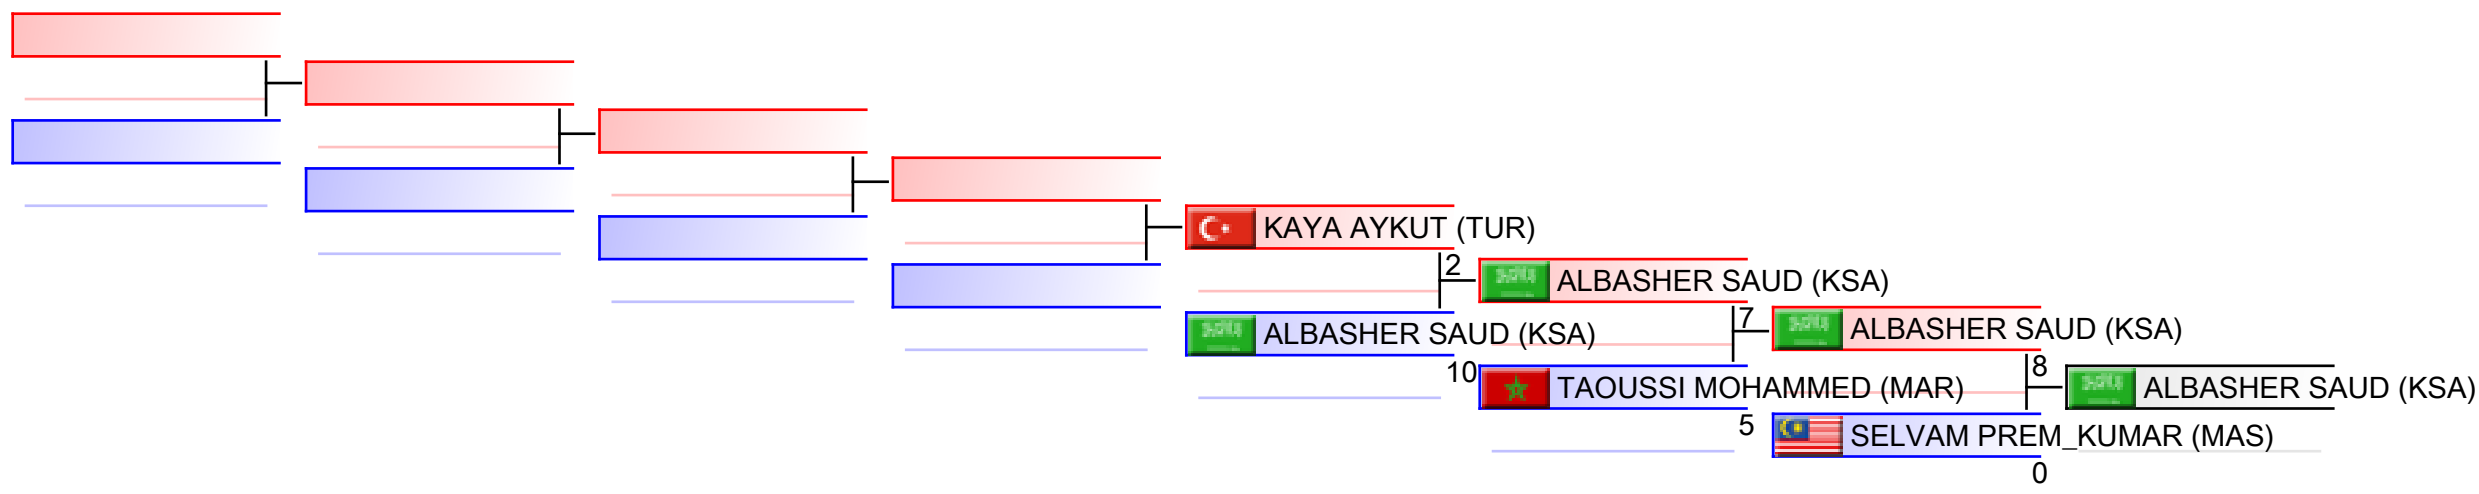 KAYA AYKUT (TUR)
2
ALBASHER SAUD (KSA)
ALBASHER SAUD (KSA)
10
7
ALBASHER SAUD (KSA)
TAOUSSI MOHAMMED (MAR)
5
8
ALBASHER SAUD (KSA)
SELVAM PREM_KUMAR (MAS)
0